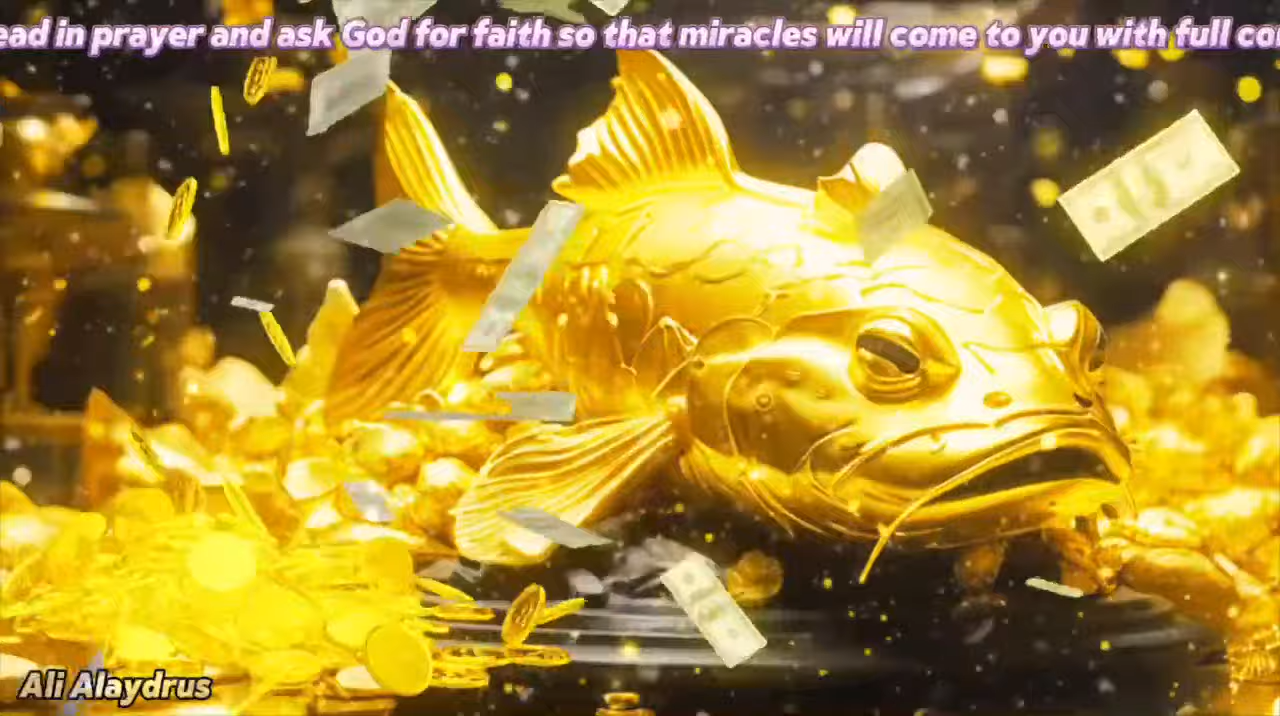 ead in prayer and ask God for faith so that miracles will come to you with full co
Ali Alaydrus